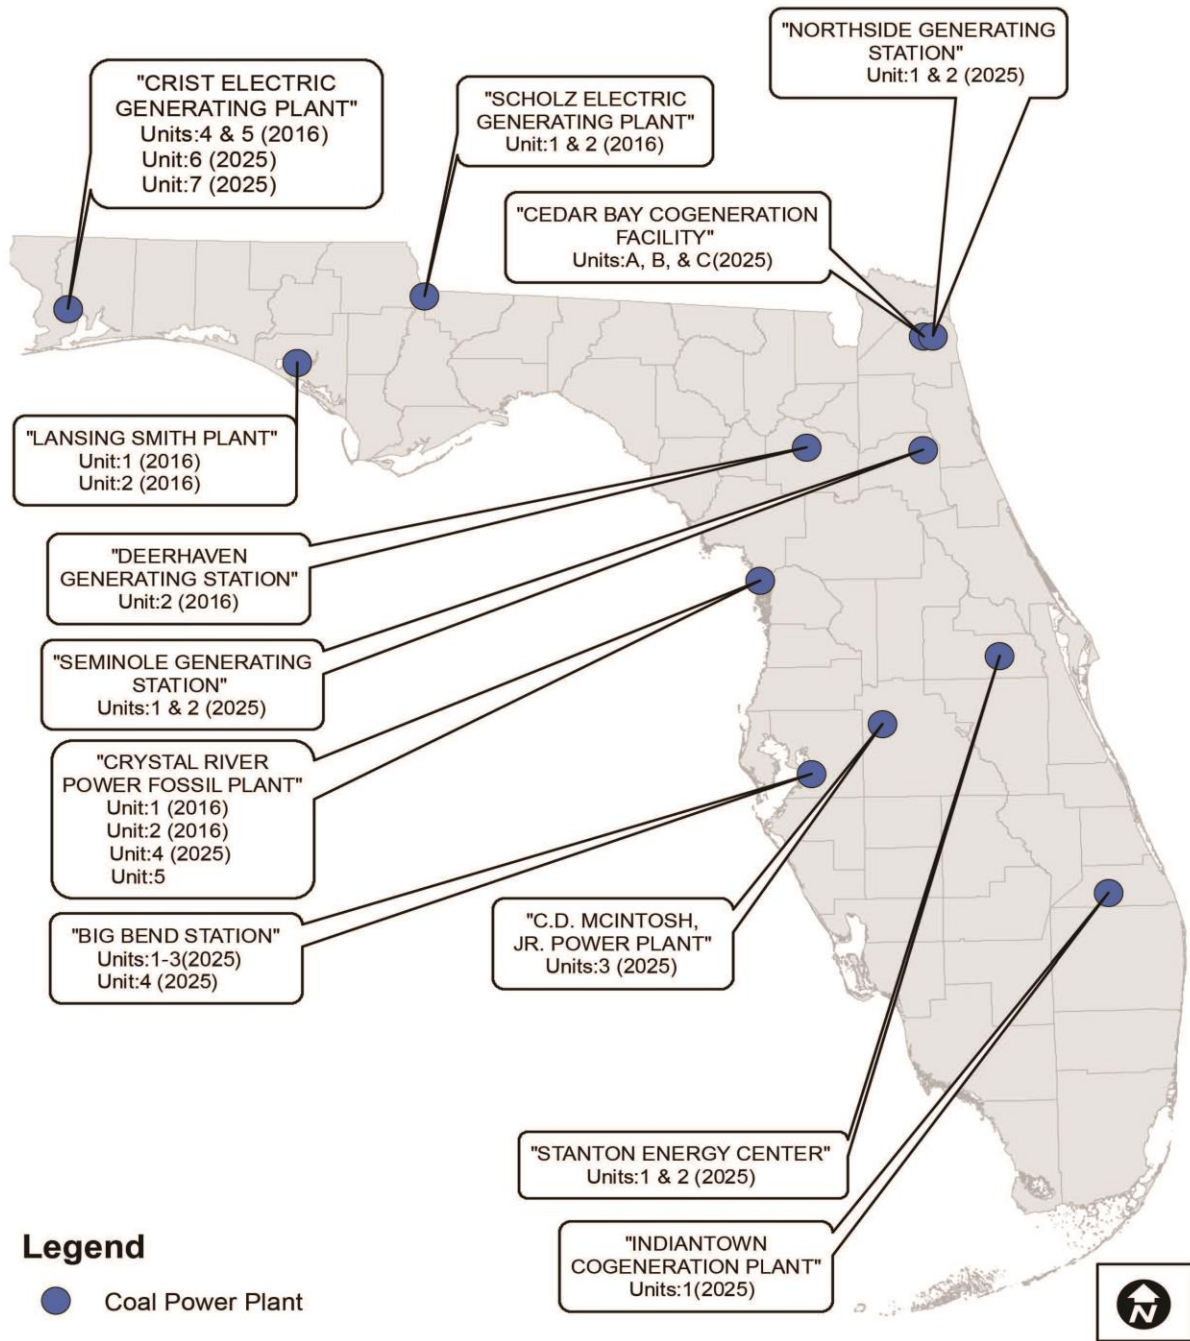 "NORTHSIDE GENERATING
STATION"
Unit:1 & 2 (2025)
"CRIST ELECTRIC
GENERATING PLANT"
Units:4 & 5 (2016)
Unit:6 (2025)
Unit:7 (2025)
"SCHOLZ ELECTRIC
GENERATING PLANT"
Unit:1 & 2 (2016)
"CEDAR BAY COGENERATION
FACILITY"
Units:A, B, & C(2025)
"LANSING SMITH PLANT"
Unit:1 (2016)
Unit:2 (2016)
"DEERHAVEN
GENERATING STATION"
Unit:2 (2016)
"SEMINOLE GENERATING
STATION"
Units:1 & 2 (2025)
"CRYSTAL RIVER
POWER FOSSIL PLANT"
Unit:1 (2016)
Unit:2 (2016)
Unit:4 (2025)
Unit:5
"BIG BEND STATION"
Units:1-3(2025)
Unit:4 (2025)
"C.D. MCINTOSH,
JR. POWER PLANT"
Units:3 (2025)
"STANTON ENERGY CENTER"
Units:1 & 2 (2025)
"INDIANTOWN
COGENERATION PLANT"
Units:1(2025)
Legend
Coal Power Plant
N